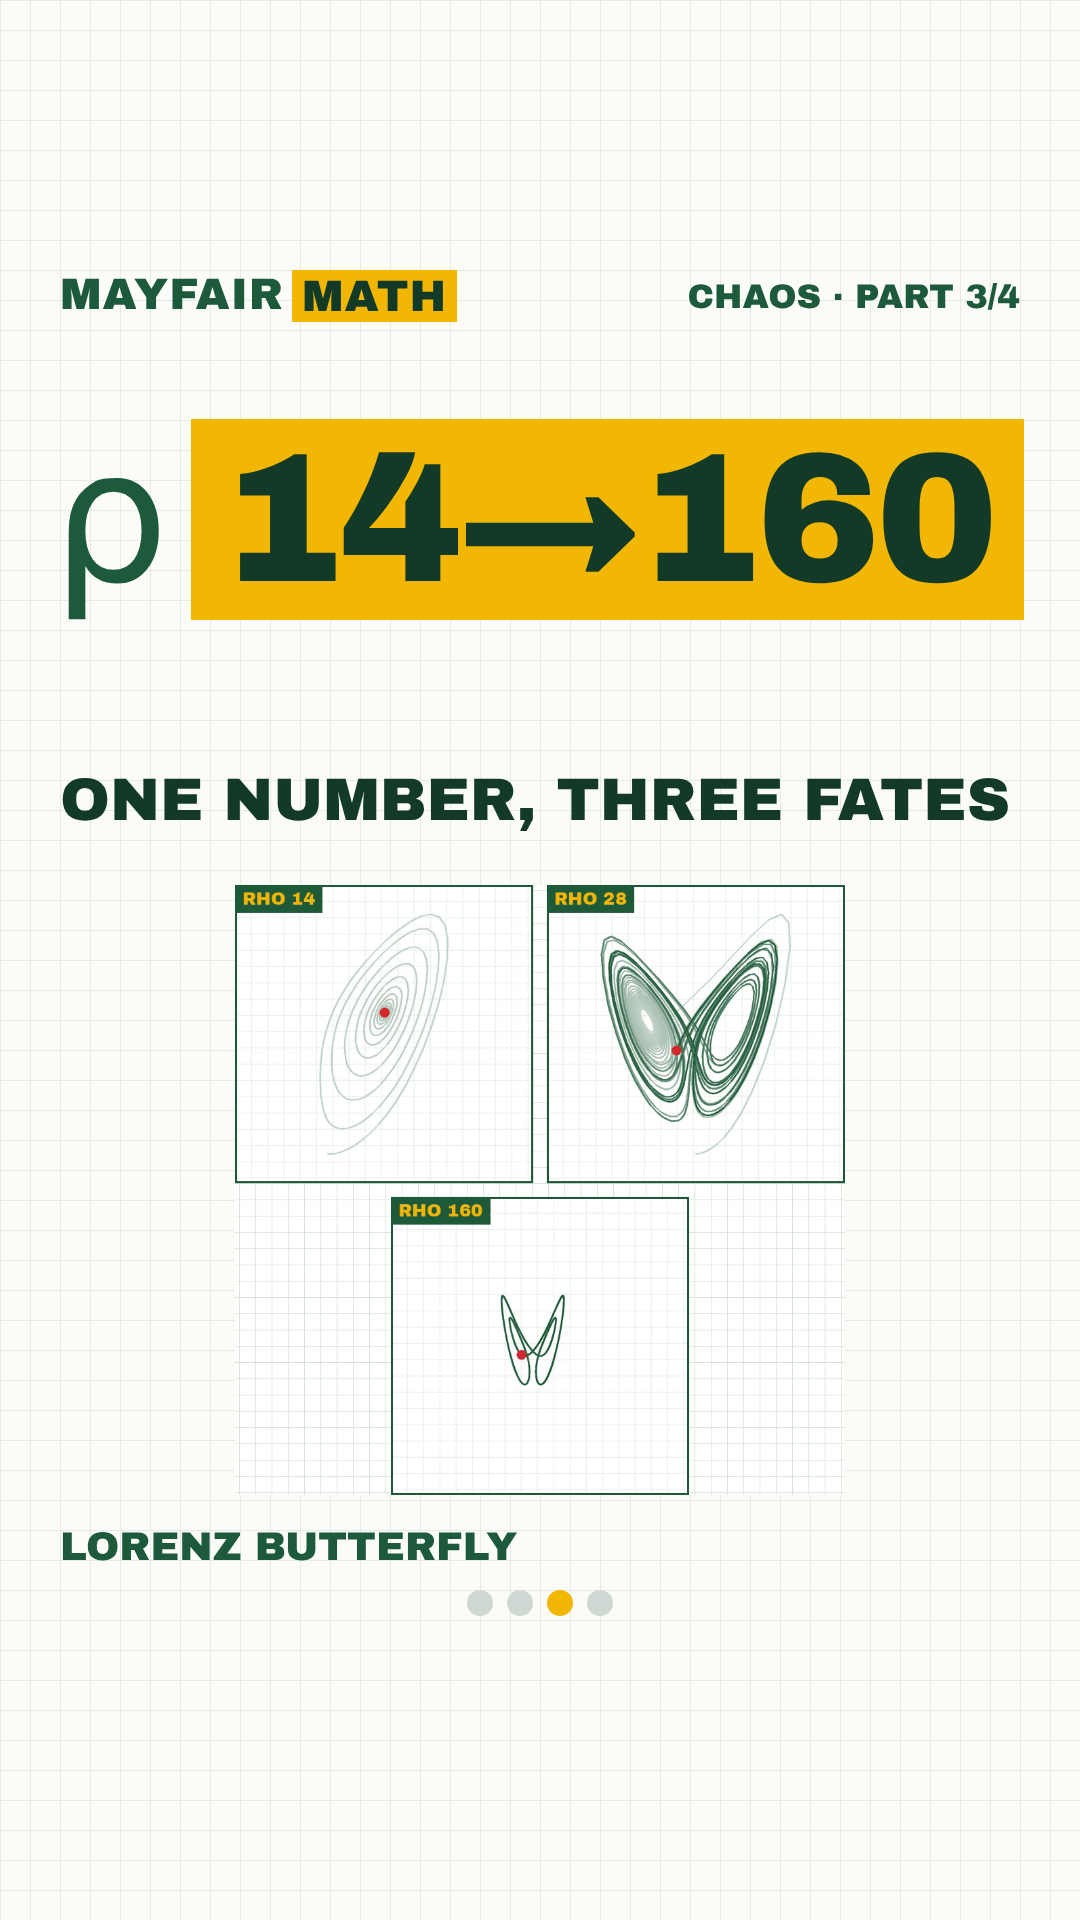 MAYFAIR MATH
CHAOS · PART 3/4
ρ 14→160
ONE NUMBER, THREE FATES
RHO 14
RHO 28
RHO 160
LORENZ BUTTERFLY